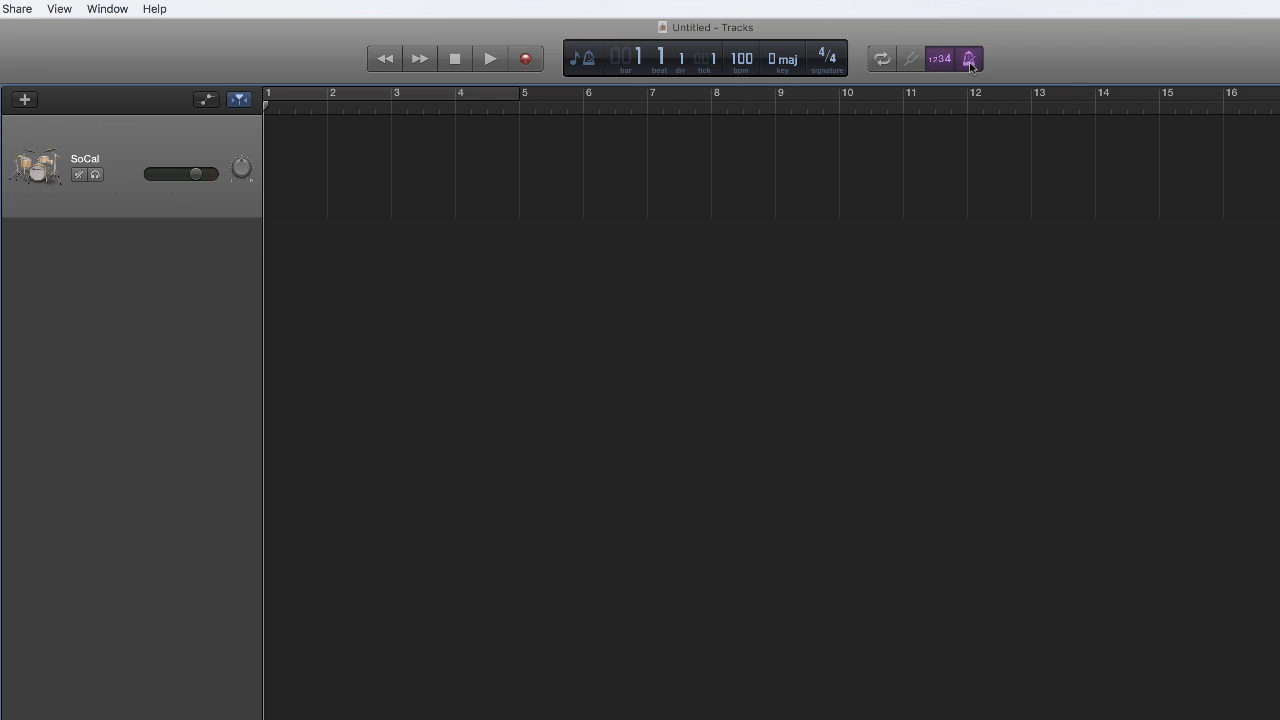 Share View Window Help
Untitled - Tracks
001 1 1 001 100 0 maj 4/4
bar beat div tick bpm key signature
1234
1 2 3 4 5 6 7 8 9 10 11 12 13 14 15 16
SoCal